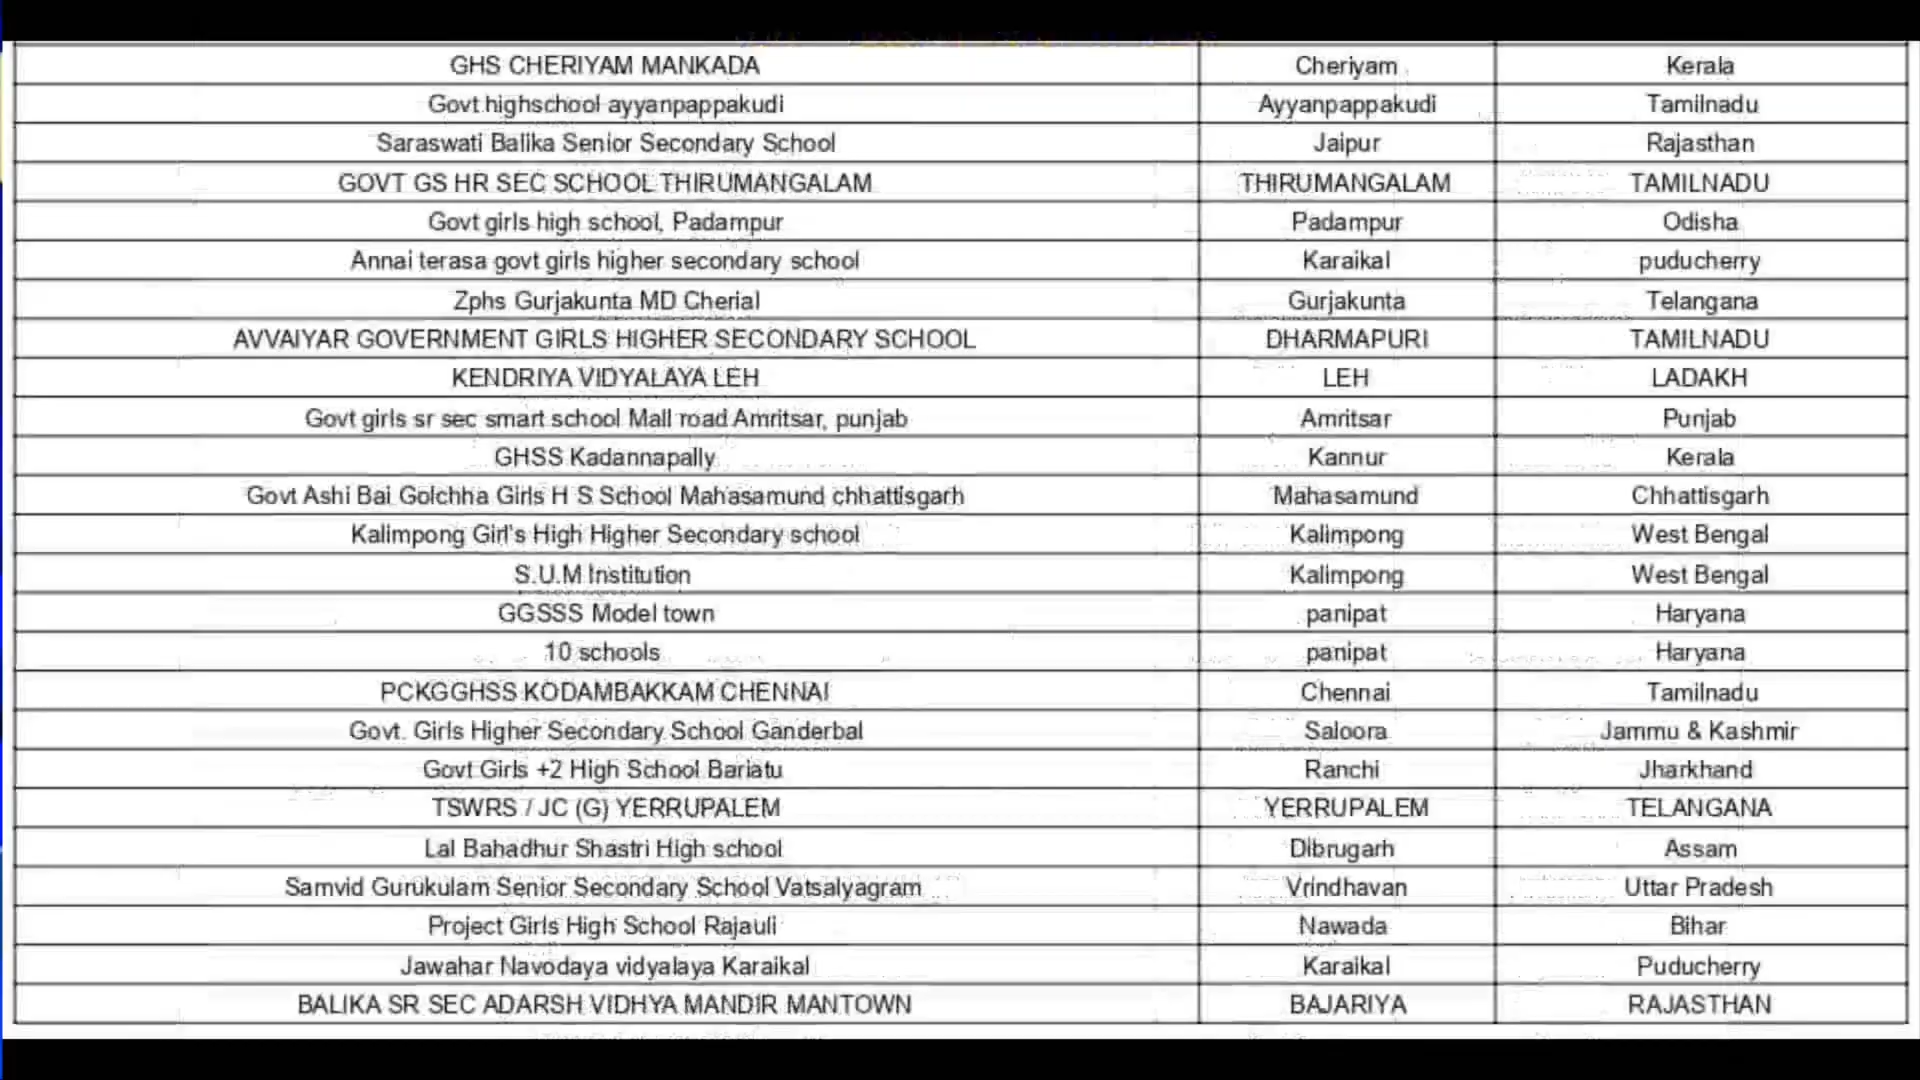 GHS CHERIYAM MANKADA Cheriyam Kerala
Govt highschool ayyanpappakudi Ayyanpappakudi Tamilnadu
Saraswati Balika Senior Secondary School Jaipur Rajasthan
GOVT GS HR SEC SCHOOL THIRUMANGALAM THIRUMANGALAM TAMILNADU
Govt girls high school, Padampur Padampur Odisha
Annai terasa govt girls higher secondary school Karaikal puducherry
Zphs Gurjakunta MD Cherial Gurjakunta Telangana
AVVAIYAR GOVERNMENT GIRLS HIGHER SECONDARY SCHOOL DHARMAPURI TAMILNADU
KENDRIYA VIDYALAYA LEH LEH LADAKH
Govt girls sr sec smart school Mall road Amritsar, punjab Amritsar Punjab
GHSS Kadannapally Kannur Kerala
Govt Ashi Bai Golchha Girls H S School Mahasamund chhattisgarh Mahasamund Chhattisgarh
Kalimpong Girl's High Higher Secondary school Kalimpong West Bengal
S.U.M Institution Kalimpong West Bengal
GGSSS Model town panipat Haryana
10 schools panipat Haryana
PCKGGHSS KODAMBAKKAM CHENNAI Chennai Tamilnadu
Govt. Girls Higher Secondary School Ganderbal Saloora Jammu & Kashmir
Govt Girls +2 High School Bariatu Ranchi Jharkhand
TSWRS / JC (G) YERRUPALEM YERRUPALEM TELANGANA
Lal Bahadhur Shastri High school Dibrugarh Assam
Samvid Gurukulam Senior Secondary School Vatsalyagram Vrindhavan Uttar Pradesh
Project Girls High School Rajauli Nawada Bihar
Jawahar Navodaya vidyalaya Karaikal Karaikal Puducherry
BALIKA SR SEC ADARSH VIDHYA MANDIR MANTOWN BAJARIYA RAJASTHAN